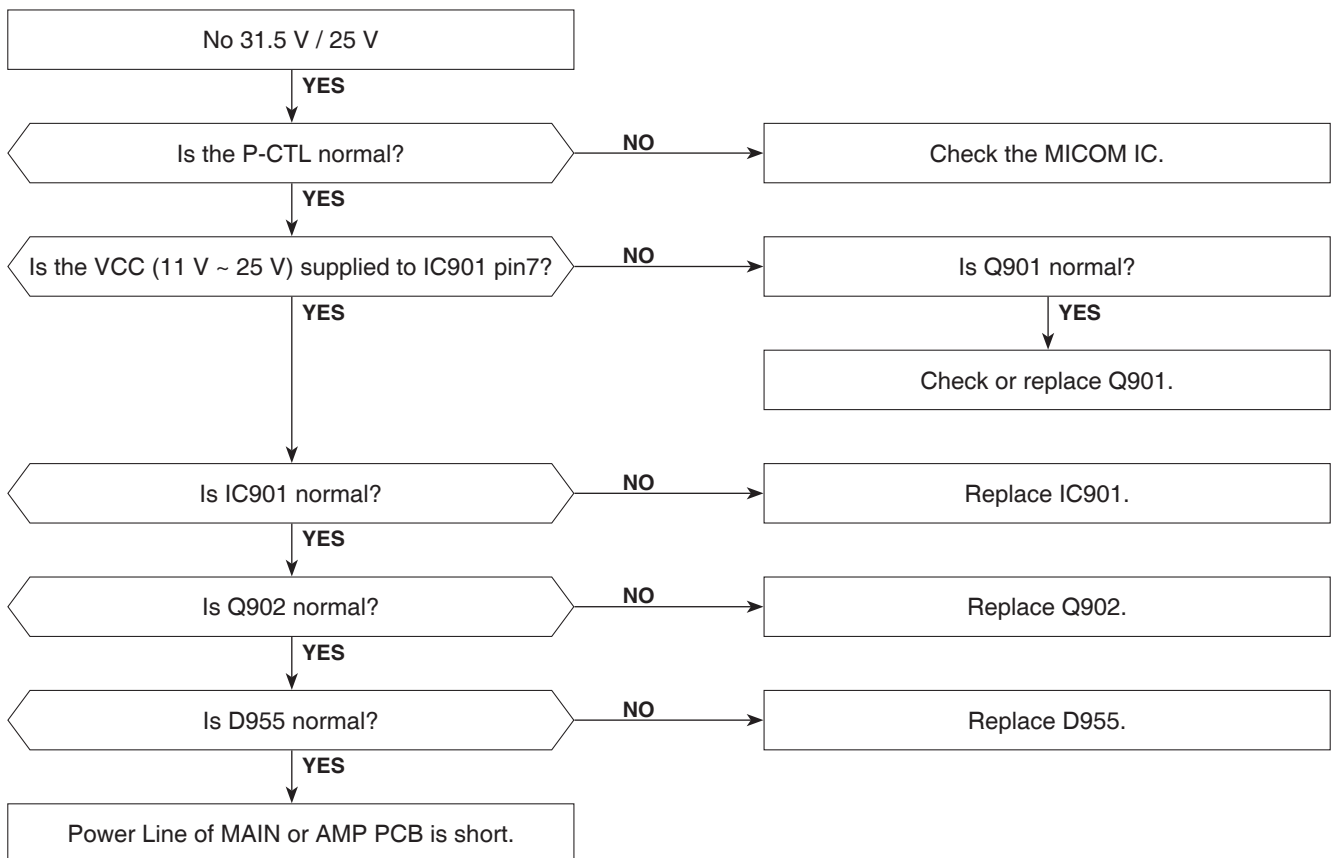 No 31.5 V / 25 V
YES
Is the P-CTL normal?
NO
Check the MICOM IC.
YES
Is the VCC (11 V ~ 25 V) supplied to IC901 pin7?
NO
Is Q901 normal?
YES
YES
Check or replace Q901.
Is IC901 normal?
NO
Replace IC901.
YES
Is Q902 normal?
NO
Replace Q902.
YES
Is D955 normal?
NO
Replace D955.
YES
Power Line of MAIN or AMP PCB is short.